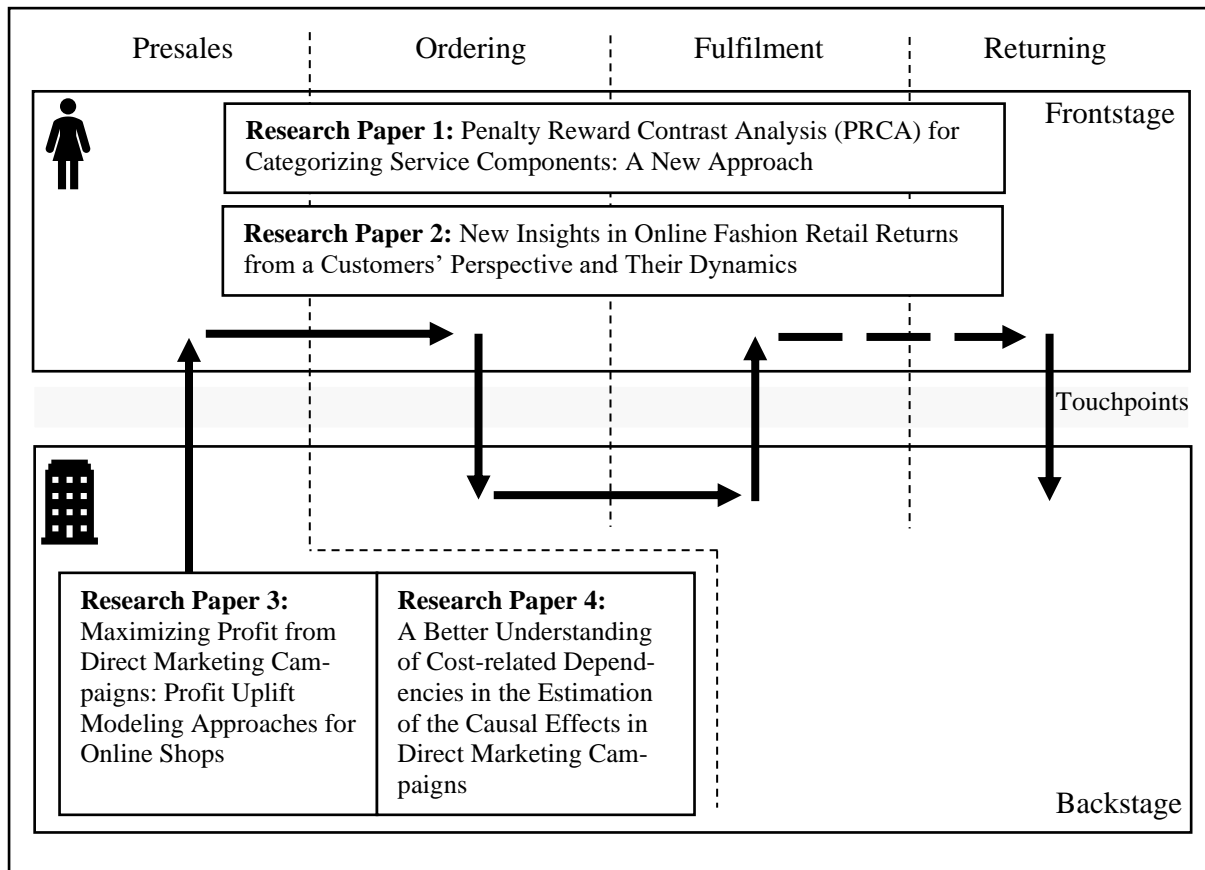 Presales
Ordering
Fulfilment
Returning
Frontstage
Research Paper 1: Penalty Reward Contrast Analysis (PRCA) for
Categorizing Service Components: A New Approach
Research Paper 2: New Insights in Online Fashion Retail Returns
from a Customers’ Perspective and Their Dynamics
Touchpoints
Research Paper 3:
Maximizing Profit from
Direct Marketing Cam-
paigns: Profit Uplift
Modeling Approaches for
Online Shops
Research Paper 4:
A Better Understanding
of Cost-related Depend-
encies in the Estimation
of the Causal Effects in
Direct Marketing Cam-
paigns
Backstage